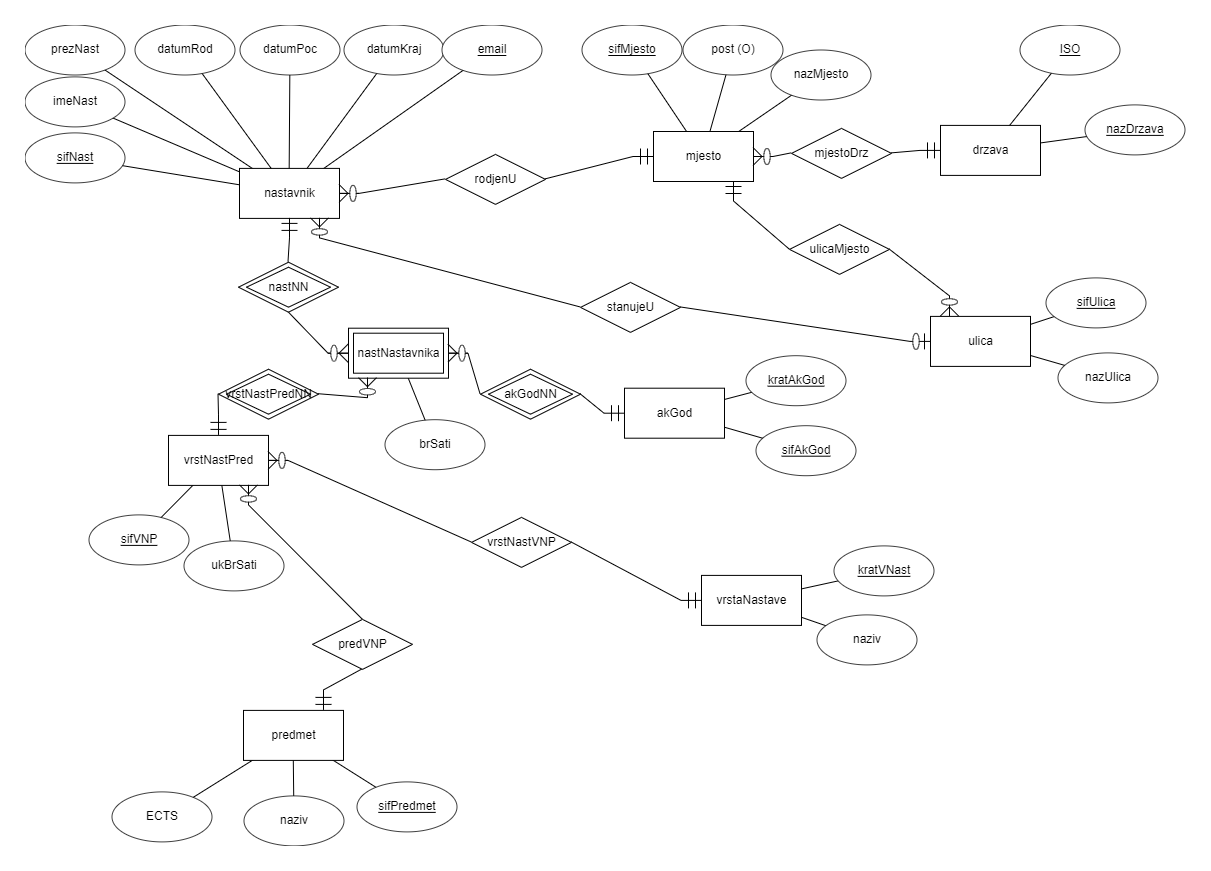 prezNast
datumRod
datumPoc
datumKraj
email
sifMjesto
post (O)
ISO
imeNast
nazMjesto
nazDrzava
sifNast
mjesto
mjestoDrz
drzava
nastavnik
rodjenU
ulicaMjesto
nastNN
stanujeU
sifUlica
ulica
nastNastavnika
nazUlica
vrstNastPredNN
akGodNN
kratAkGod
akGod
brSati
sifAkGod
vrstNastPred
sifVNP
ukBrSati
vrstNastVNP
kratVNast
vrstaNastave
naziv
predVNP
predmet
ECTS
naziv
sifPredmet